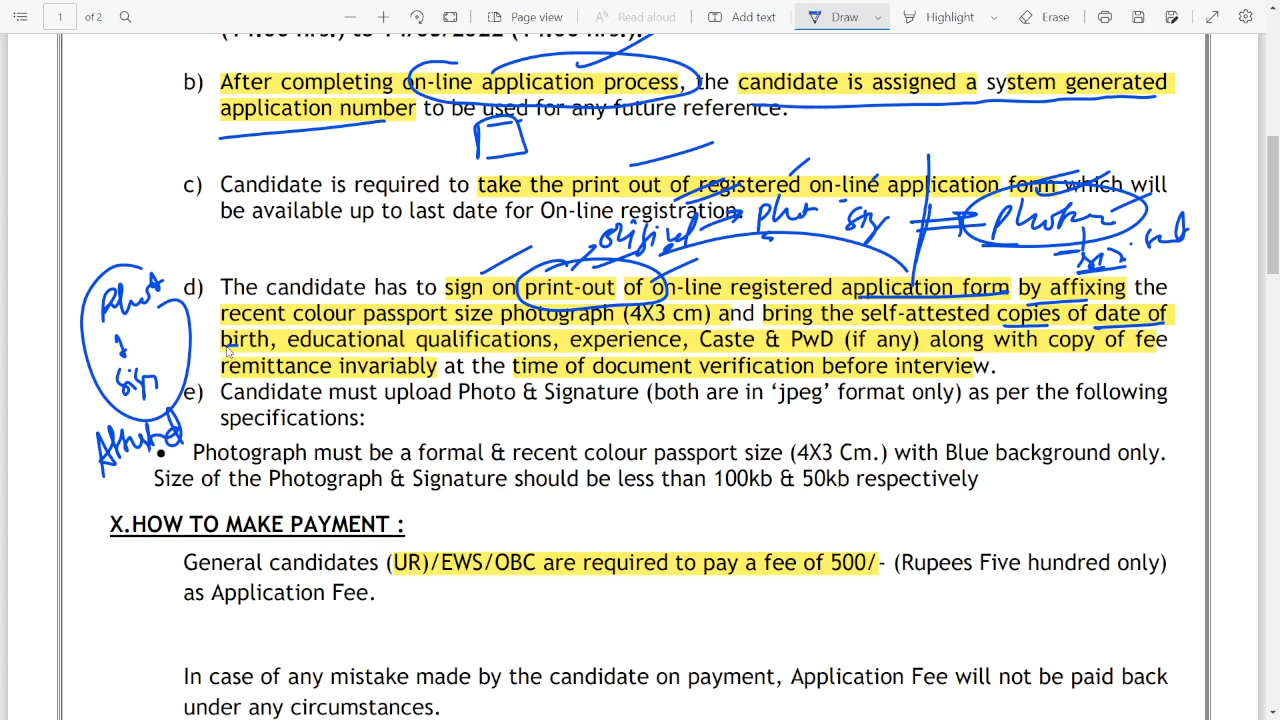 1 of 2 Page view Read aloud Add text Draw Highlight Erase
b) After completing on-line application process, the candidate is assigned a system generated
application number to be used for any future reference.
c) Candidate is required to take the print out of registered on-line application form which will
be available up to last date for On-line registration
original phot
d) The candidate has to sign on print-out of on-line registered application form by affixing the
recent colour passport size photograph (4X3 cm) and bring the self-attested copies of date of
birth, educational qualifications, experience, Caste & PwD (if any) along with copy of fee
remittance invariably at the time of document verification before interview.
Phot
&
sign
Attested
e) Candidate must upload Photo & Signature (both are in ‘jpeg’ format only) as per the following
specifications:
• Photograph must be a formal & recent colour passport size (4X3 Cm.) with Blue background only.
Size of the Photograph & Signature should be less than 100kb & 50kb respectively
X.HOW TO MAKE PAYMENT :
General candidates (UR)/EWS/OBC are required to pay a fee of 500/- (Rupees Five hundred only)
as Application Fee.
In case of any mistake made by the candidate on payment, Application Fee will not be paid back
under any circumstances.